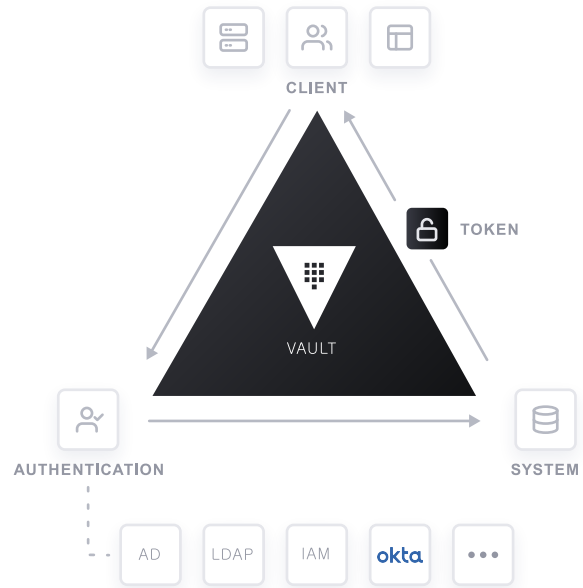 CLIENT
TOKEN
VAULT
AUTHENTICATION
SYSTEM
AD
LDAP
IAM
okta
•••